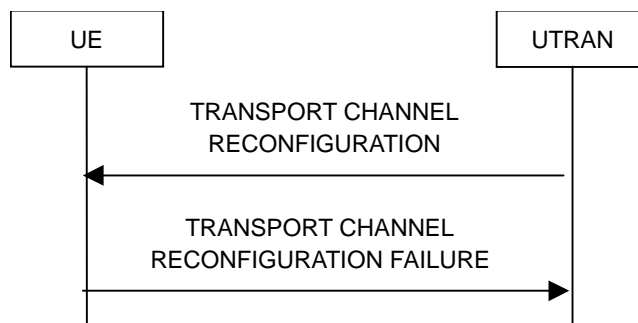 UE
UTRAN
TRANSPORT CHANNEL
RECONFIGURATION
TRANSPORT CHANNEL
RECONFIGURATION FAILURE